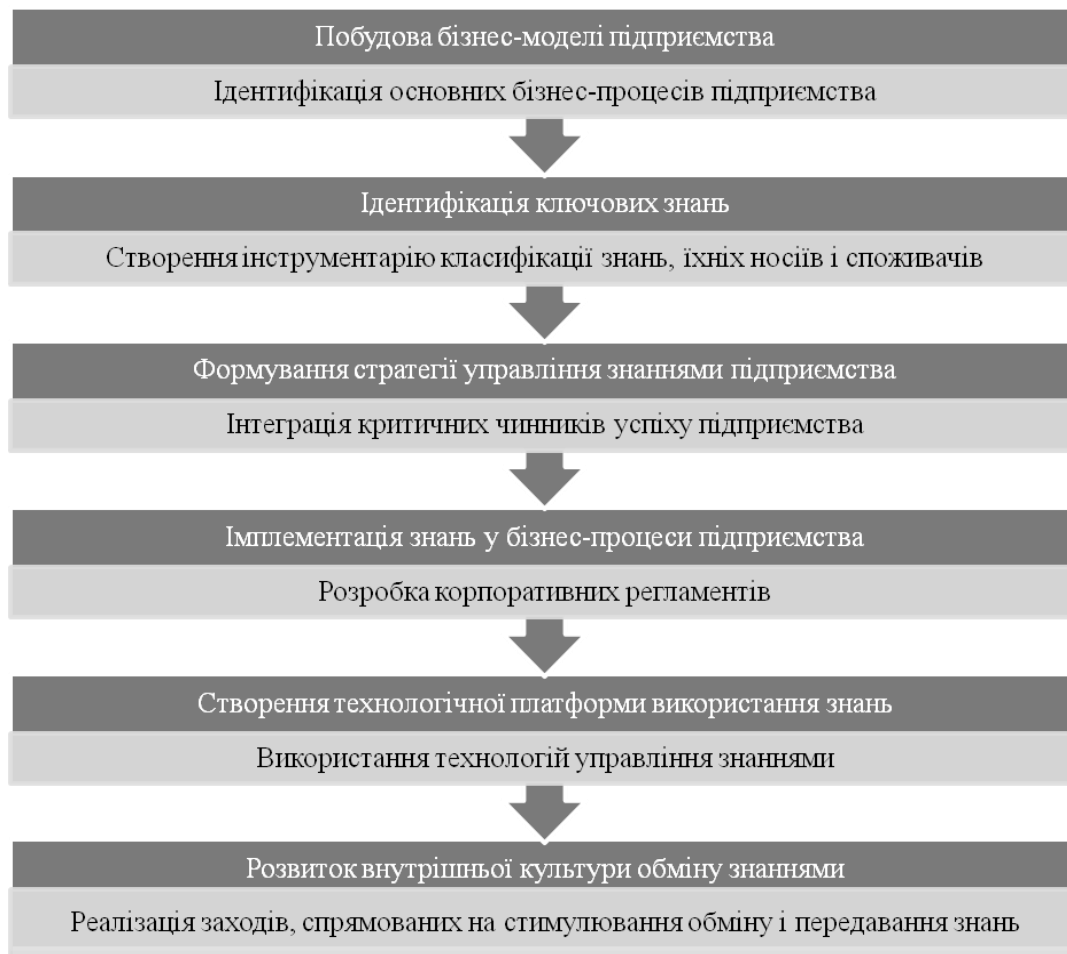 Побудова бізнес-моделі підприємства
Ідентифікація основних бізнес-процесів підприємства
Ідентифікація ключових знань
Створення інструментарію класифікації знань, їхніх носіїв і споживачів
Формування стратегії управління знаннями підприємства
Інтеграція критичних чинників успіху підприємства
Імплементація знань у бізнес-процеси підприємства
Розробка корпоративних регламентів
Створення технологічної платформи використання знань
Використання технологій управління знаннями
Розвиток внутрішньої культури обміну знаннями
Реалізація заходів, спрямованих на стимулювання обміну і передавання знань